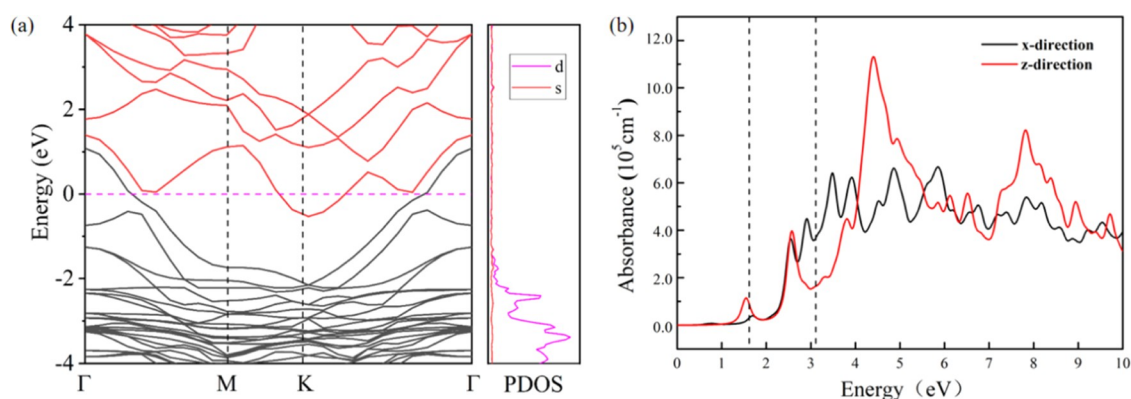 (a)
4
2
0
-2
-4
Energy (eV)
Γ
M
K
Γ
d
s
PDOS
(b)
12.0
10.0
8.0
6.0
4.0
2.0
0.0
Absorbance (10⁵cm⁻¹)
x-direction
z-direction
0
1
2
3
4
5
6
7
8
9
10
Energy（eV）